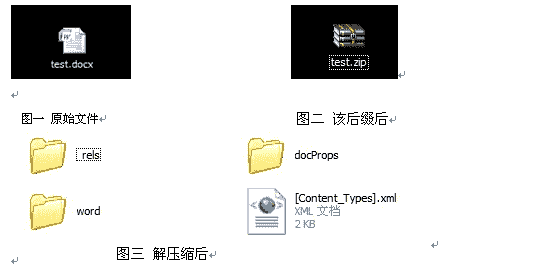 test.docx
test.zip
图一 原始文件
图二 该后缀后
_rels
docProps
word
[Content_Types].xml
XML 文档
2 KB
图三 解压缩后